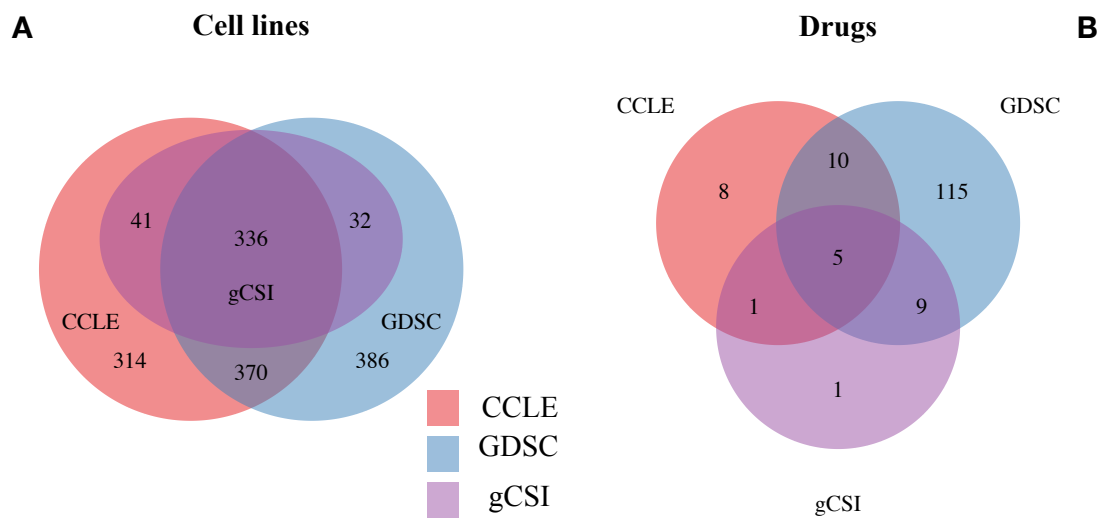 A
Cell lines
41
336
32
gCSI
CCLE
GDSC
314
370
386
CCLE
GDSC
gCSI
Drugs
B
CCLE
GDSC
10
8
115
5
1
9
1
gCSI